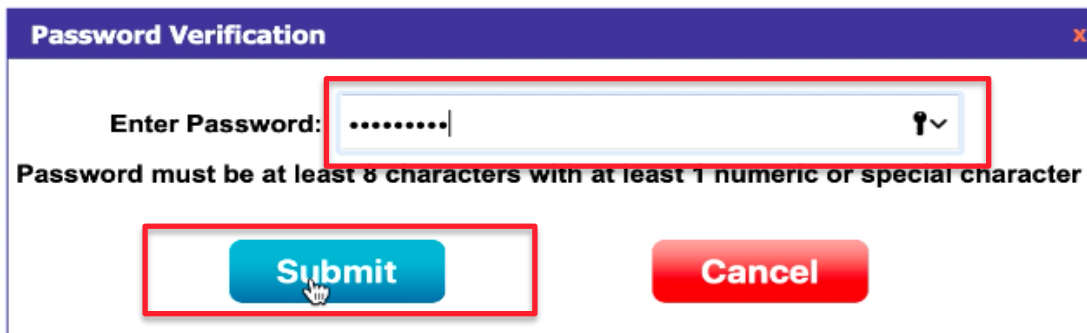 Password Verification x
Enter Password: •••••••••
Password must be at least 8 characters with at least 1 numeric or special character
Submit Cancel